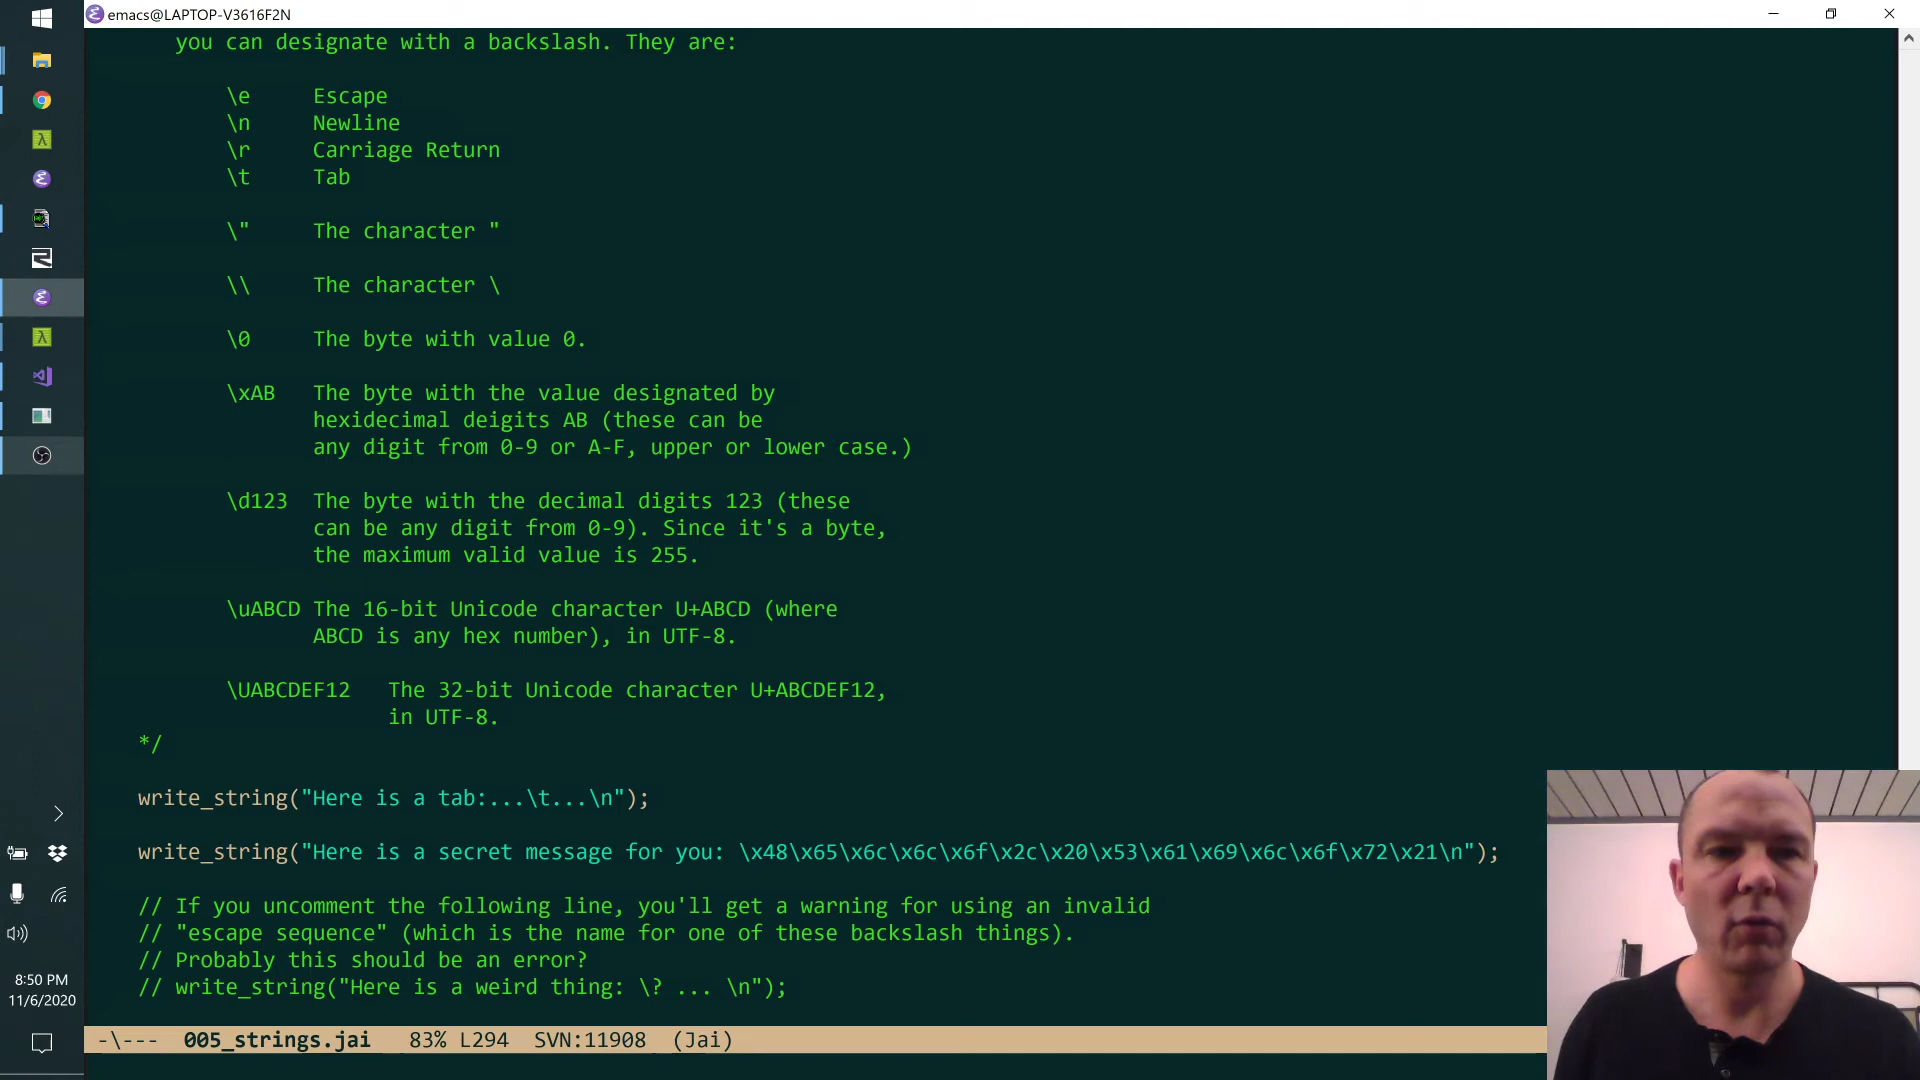 emacs@LAPTOP-V3616F2N
you can designate with a backslash. They are:
\e Escape
\n Newline
\r Carriage Return
\t Tab
\" The character "
\\ The character \
\0 The byte with value 0.
\xAB The byte with the value designated by
hexidecimal deigits AB (these can be
any digit from 0-9 or A-F, upper or lower case.)
\d123 The byte with the decimal digits 123 (these
can be any digit from 0-9). Since it's a byte,
the maximum valid value is 255.
\uABCD The 16-bit Unicode character U+ABCD (where
ABCD is any hex number), in UTF-8.
\UABCDEF12 The 32-bit Unicode character U+ABCDEF12,
in UTF-8.
*/
write_string("Here is a tab:...\t...\n");
write_string("Here is a secret message for you: \x48\x65\x6c\x6c\x6f\x2c\x20\x53\x61\x69\x6c\x6f\x72\x21\n");
// If you uncomment the following line, you'll get a warning for using an invalid
// "escape sequence" (which is the name for one of these backslash things).
// Probably this should be an error?
// write_string("Here is a weird thing: \? ... \n");
-\--- 005_strings.jai 83% L294 SVN:11908 (Jai)
8:50 PM
11/6/2020